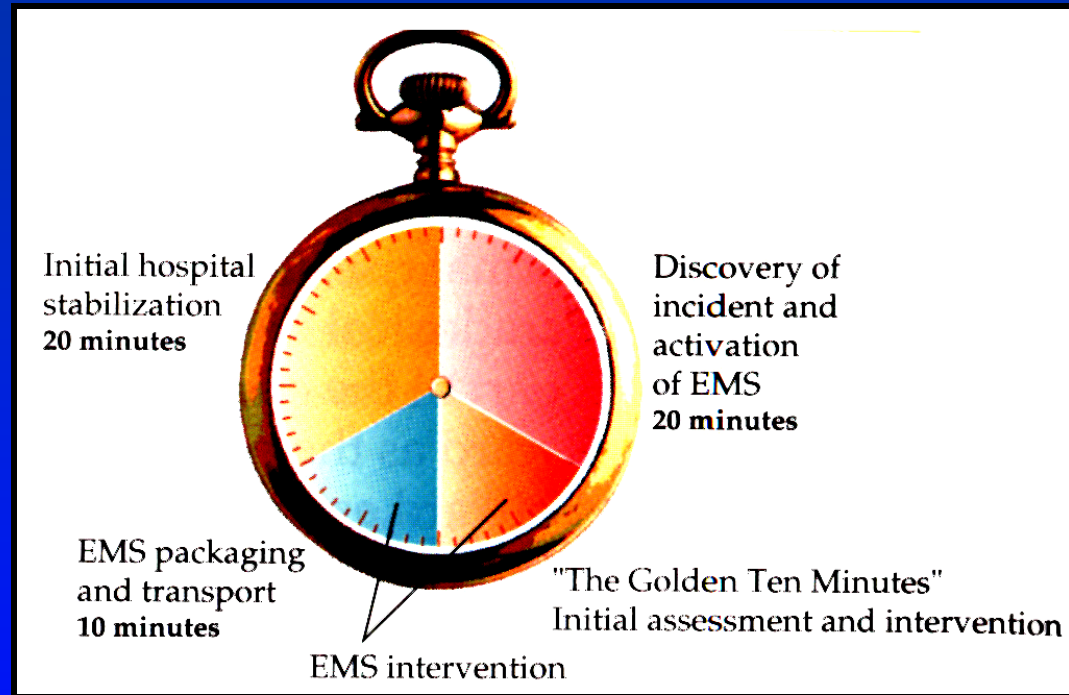 Initial hospital
stabilization
20 minutes
Discovery of
incident and
activation
of EMS
20 minutes
EMS packaging
and transport
10 minutes
"The Golden Ten Minutes"
Initial assessment and intervention
EMS intervention